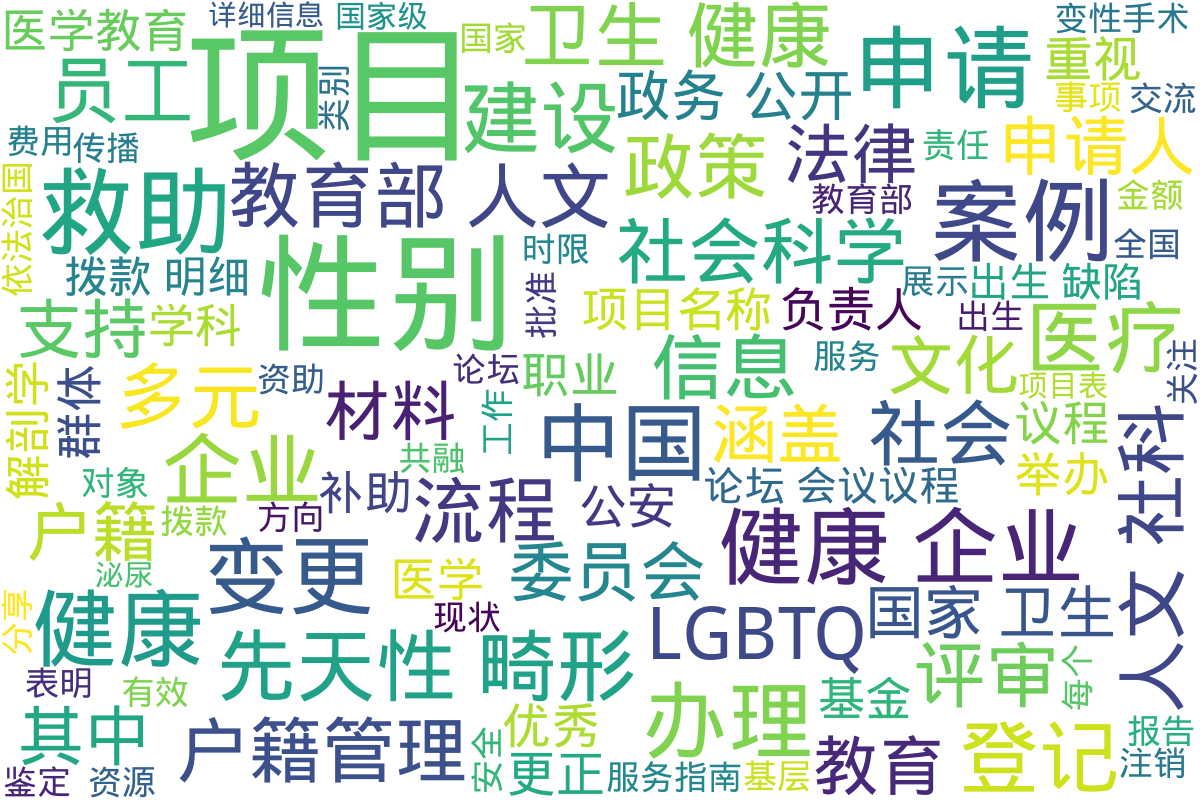 详细信息
国家级
国家
变性手术
医学教育
卫生 健康
申请
重视
员工
项目
类别
建设
政务 公开
事项
交流
费用
传播
法律
责任
申请人
政策
救助
教育部 人文
教育部
案例
金额
依法治国
社会科学
全国
时限
拨款 明细
性别
展示
出生 缺陷
批准
项目名称
负责人
出生
支持
学科
医疗
信息
服务
文化
关注
论坛
职业
资助
项目表
解剖学
群体
多元
材料
工作
中国
涵盖
社会
议程
社科
企业
共融
举办
对象
补助
论坛 会议议程
流程
公安
户籍
拨款
方向
健康 企业
变更
委员会
医学
泌尿
人文
健康
分享
现状
国家 卫生
LGBTQ
先天性 畸形
评审
每个
表明
有效
办理
基金
其中
优秀
户籍管理
报告
登记
安全
教育
更正
注销
鉴定
资源
服务指南
基层